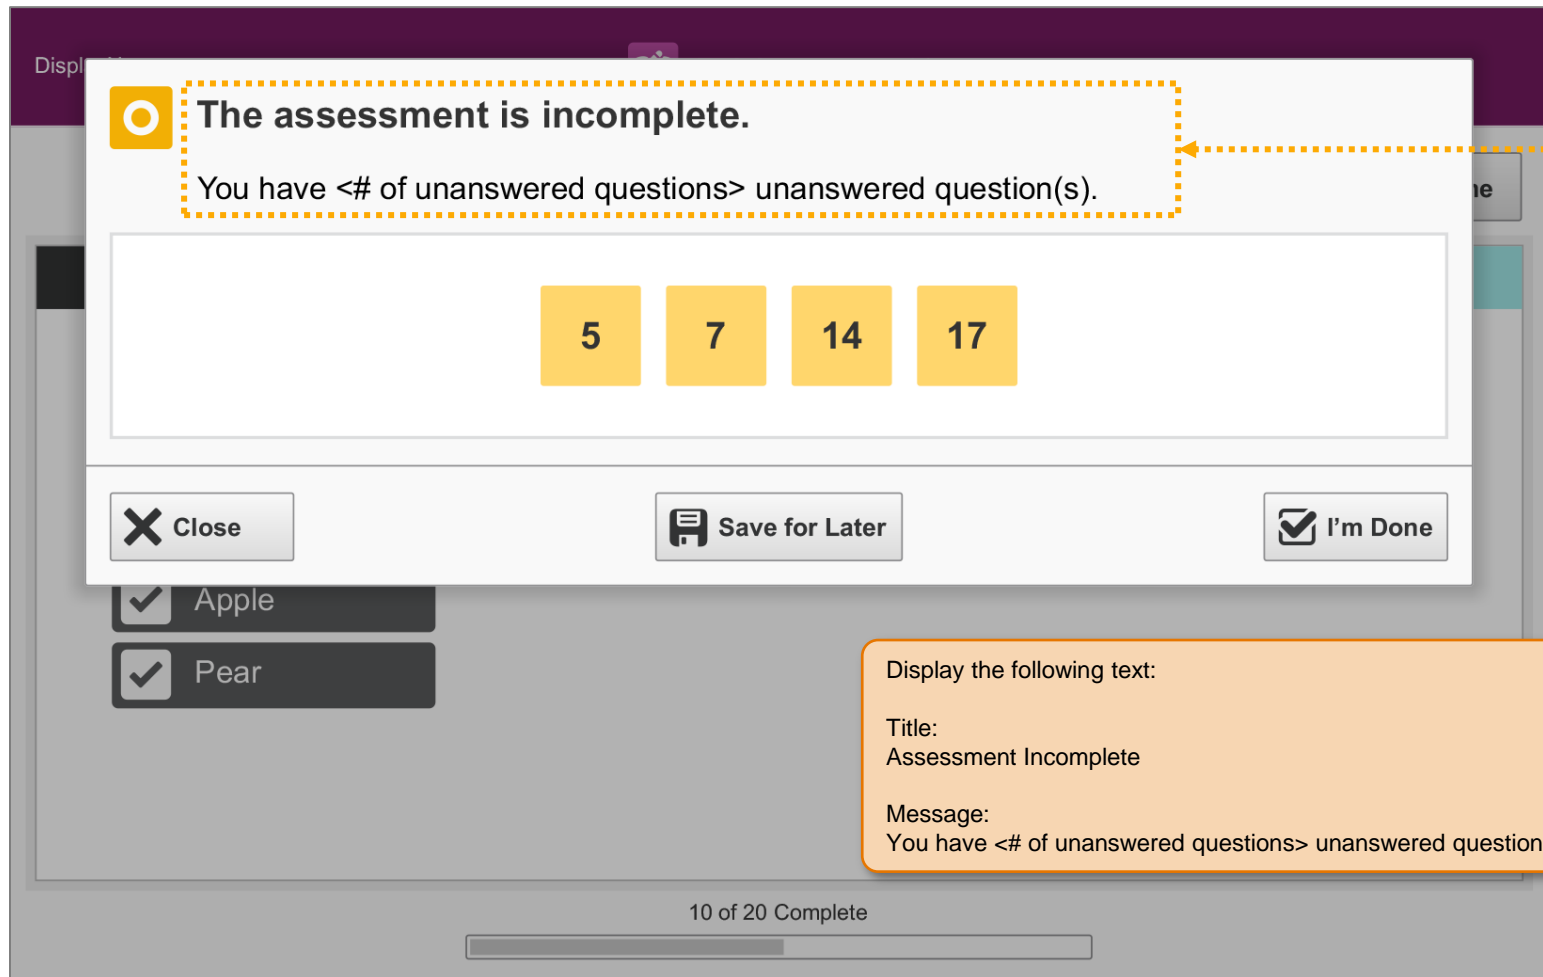 The assessment is incomplete.
You have <# of unanswered questions> unanswered question(s).
5 7 14 17
Close
Save for Later
I'm Done
Apple
Pear
Display the following text:
Title:
Assessment Incomplete
Message:
You have <# of unanswered questions> unanswered question
10 of 20 Complete